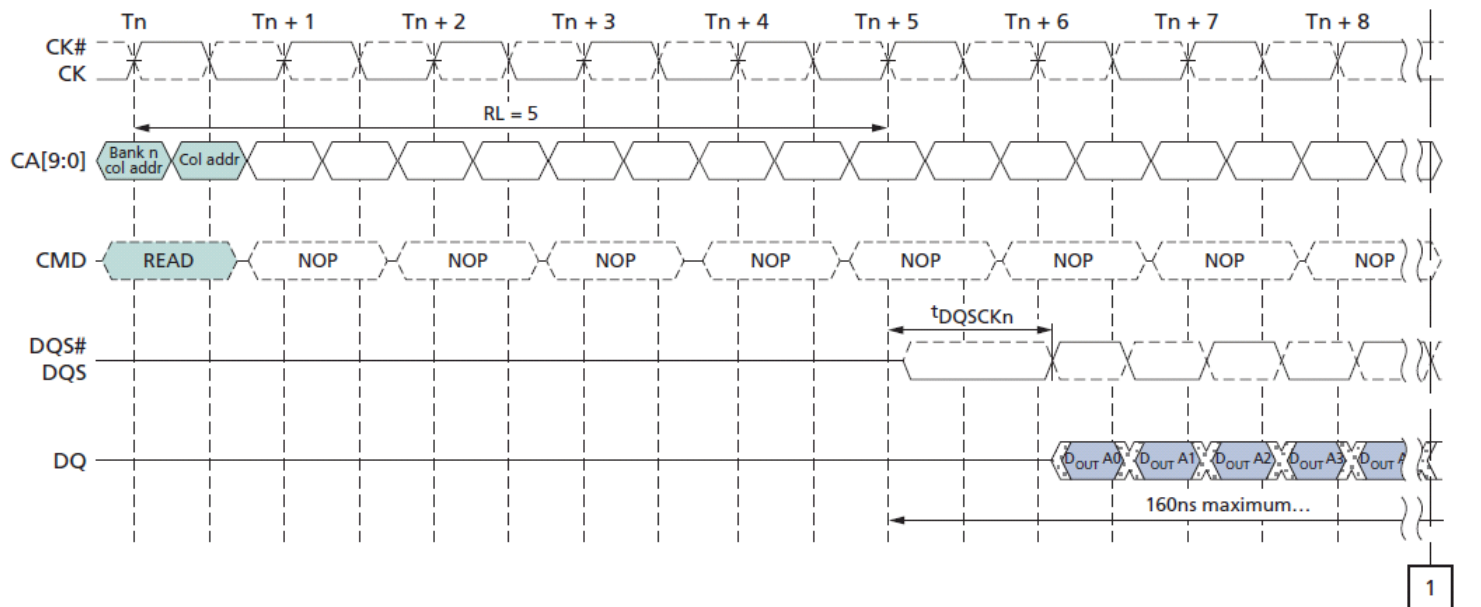 Tn Tn + 1 Tn + 2 Tn + 3 Tn + 4 Tn + 5 Tn + 6 Tn + 7 Tn + 8
CK#
CK
RL = 5
CA[9:0] Bank n col addr Col addr
CMD READ NOP NOP NOP NOP NOP NOP NOP NOP
tDQSCKn
DQS#
DQS
DQ DOUT A0 DOUT A1 DOUT A2 DOUT A3 DOUT A
160ns maximum…
1